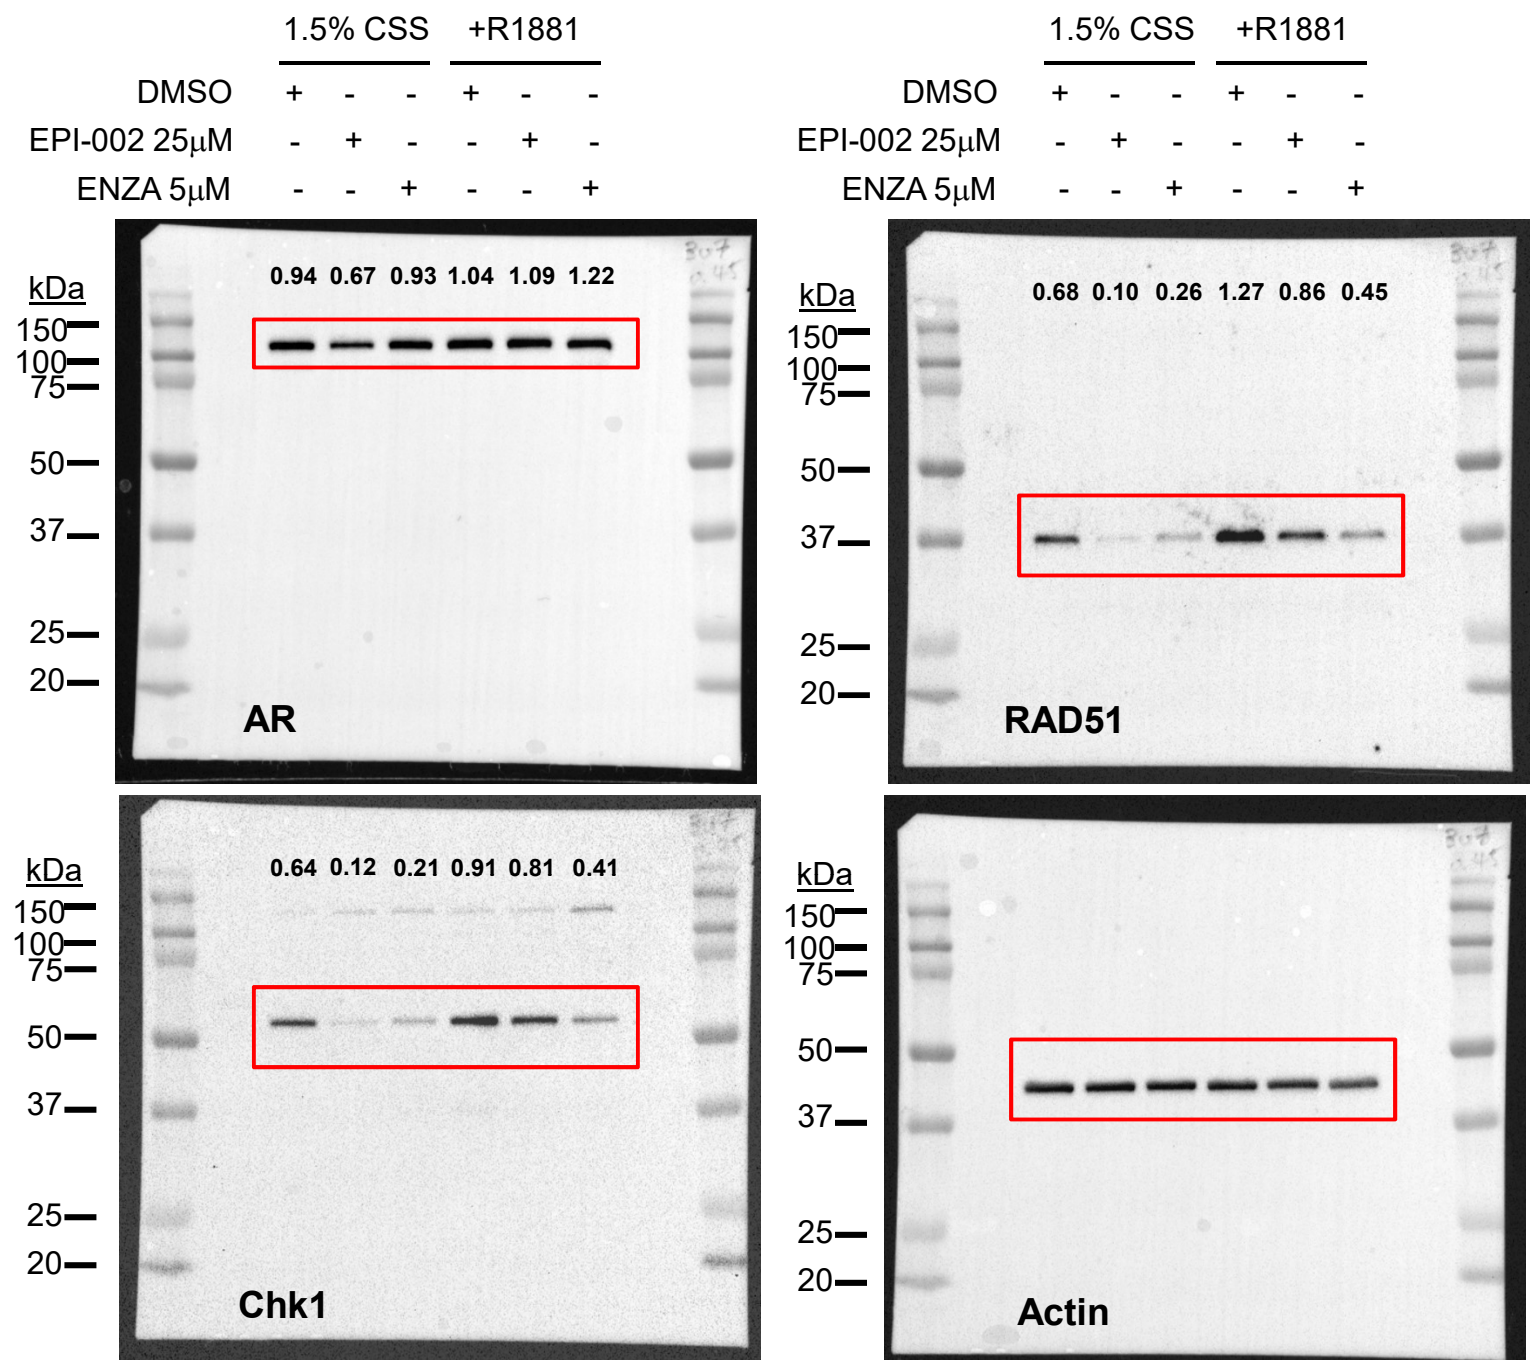 1.5% CSS +R1881
DMSO + - - + - -
EPI-002 25μM - + - - + -
ENZA 5μM - - + - - +
kDa
0.94 0.67 0.93 1.04 1.09 1.22
150
100
75
50
37
25
20
AR
1.5% CSS +R1881
DMSO + - - + - -
EPI-002 25μM - + - - + -
ENZA 5μM - - + - - +
kDa
0.68 0.10 0.26 1.27 0.86 0.45
150
100
75
50
37
25
20
RAD51
kDa
0.64 0.12 0.21 0.91 0.81 0.41
150
100
75
50
37
25
20
Chk1
kDa
150
100
75
50
37
25
20
Actin